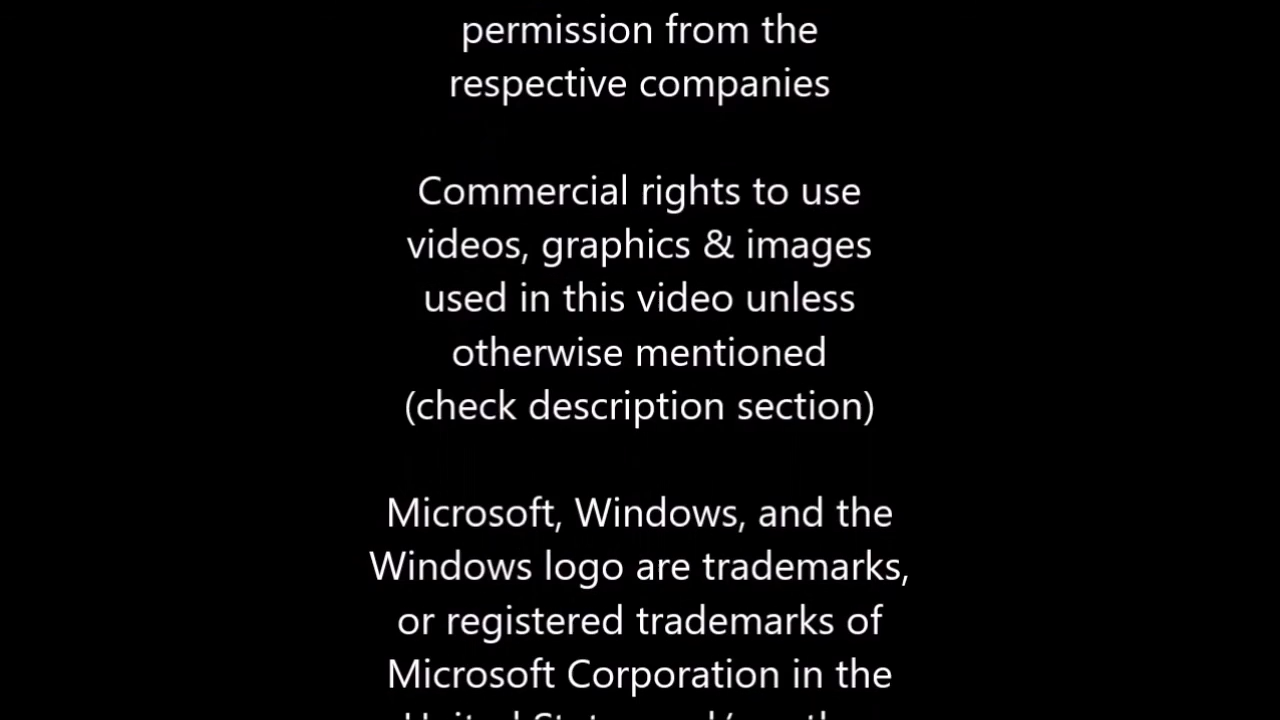 permission from the
respective companies
Commercial rights to use
videos, graphics & images
used in this video unless
otherwise mentioned
(check description section)
Microsoft, Windows, and the
Windows logo are trademarks,
or registered trademarks of
Microsoft Corporation in the